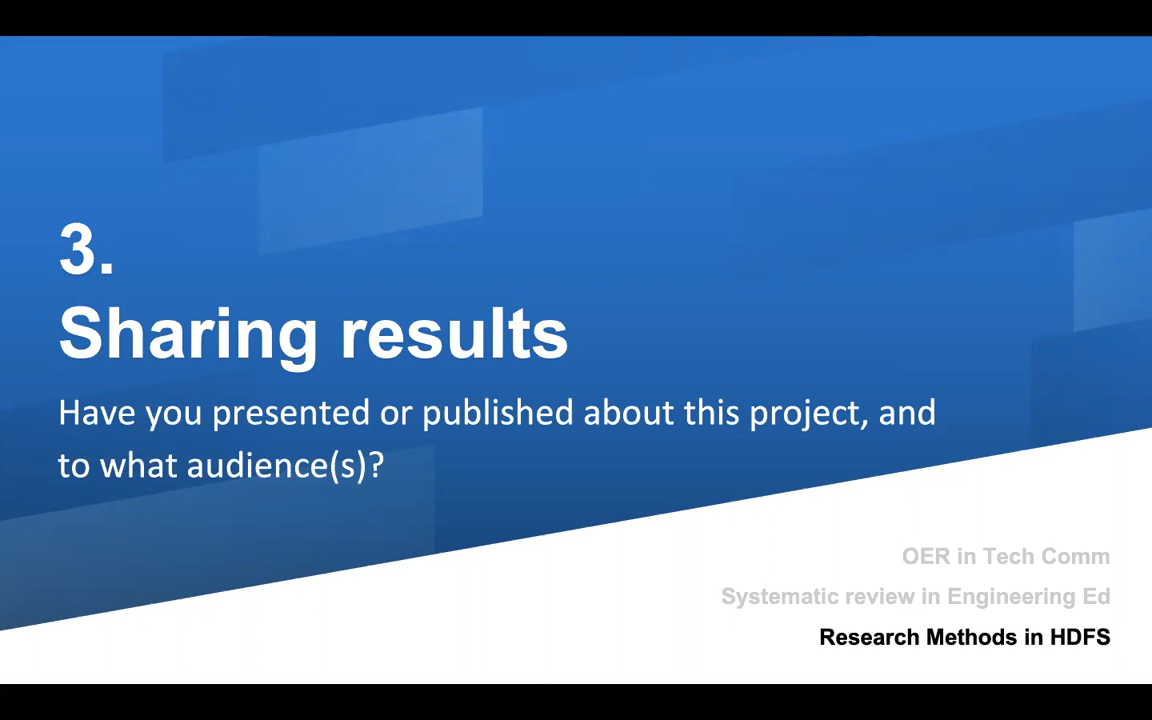 3.
Sharing results
Have you presented or published about this project, and
to what audience(s)?
OER in Tech Comm
Systematic review in Engineering Ed
Research Methods in HDFS